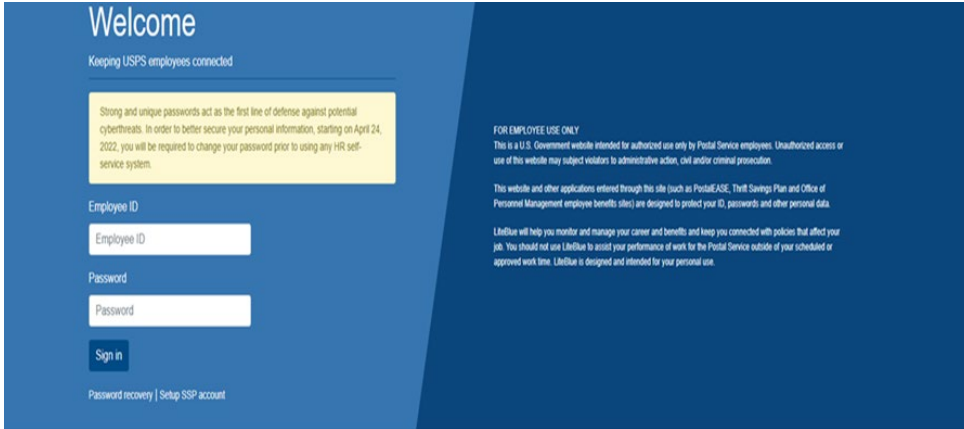 Welcome
Keeping USPS employees connected
Strong and unique passwords act as the first line of defense against potential
cyberthreats. In order to better secure your personal information, starting on April 24,
2022, you will be required to change your password prior to using any HR self-
service system.
Employee ID
Employee ID
Password
Password
Sign in
Password recovery | Setup SSP account
FOR EMPLOYEE USE ONLY
This is a U.S. Government website intended for authorized use only by Postal Service employees. Unauthorized access or
use of this website may subject violators to administrative action, civil and/or criminal prosecution.
This website and other applications entered through this site (such as PostalEASE, Thrift Savings Plan and Office of
Personnel Management employee benefits sites) are designed to protect your ID, passwords and other personal data.
LiteBlue will help you monitor and manage your career and benefits and keep you connected with policies that affect your
job. You should not use LiteBlue to assist your performance of work for the Postal Service outside of your scheduled or
approved work time. LiteBlue is designed and intended for your personal use.